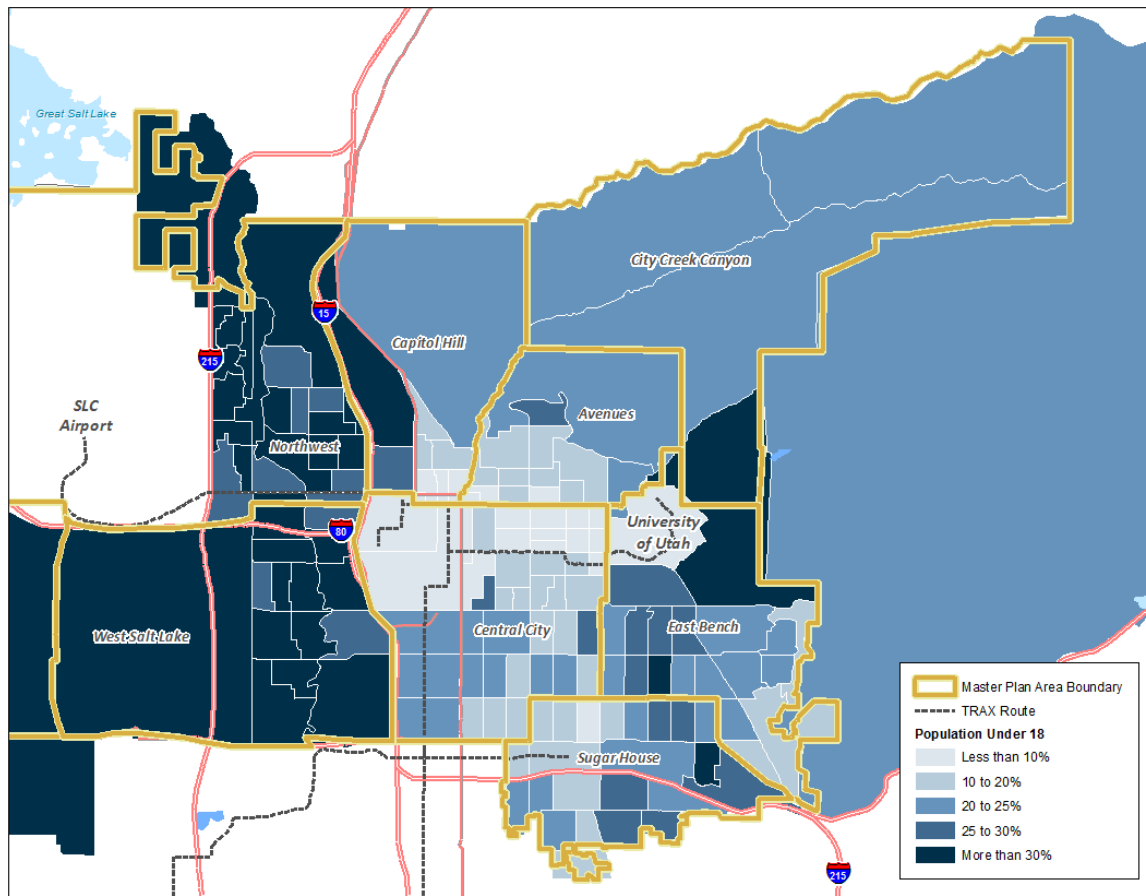 Great Salt Lake
City Creek Canyon
15
Capitol Hill
215
SLC
Airport
Avenues
Northwest
University
of Utah
80
West Salt Lake
Central City
East Bench
Sugar House
215
Master Plan Area Boundary
TRAX Route
Population Under 18
Less than 10%
10 to 20%
20 to 25%
25 to 30%
More than 30%